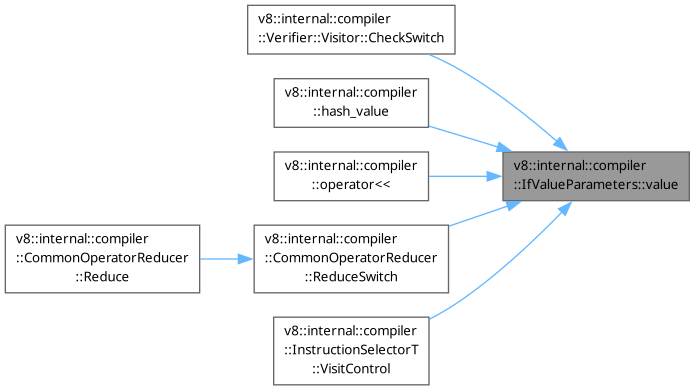 v8::internal::compiler
::Verifier::Visitor::CheckSwitch
v8::internal::compiler
::hash_value
v8::internal::compiler
::operator<<
v8::internal::compiler
::IfValueParameters::value
v8::internal::compiler
::CommonOperatorReducer
::Reduce
v8::internal::compiler
::CommonOperatorReducer
::ReduceSwitch
v8::internal::compiler
::InstructionSelectorT
::VisitControl